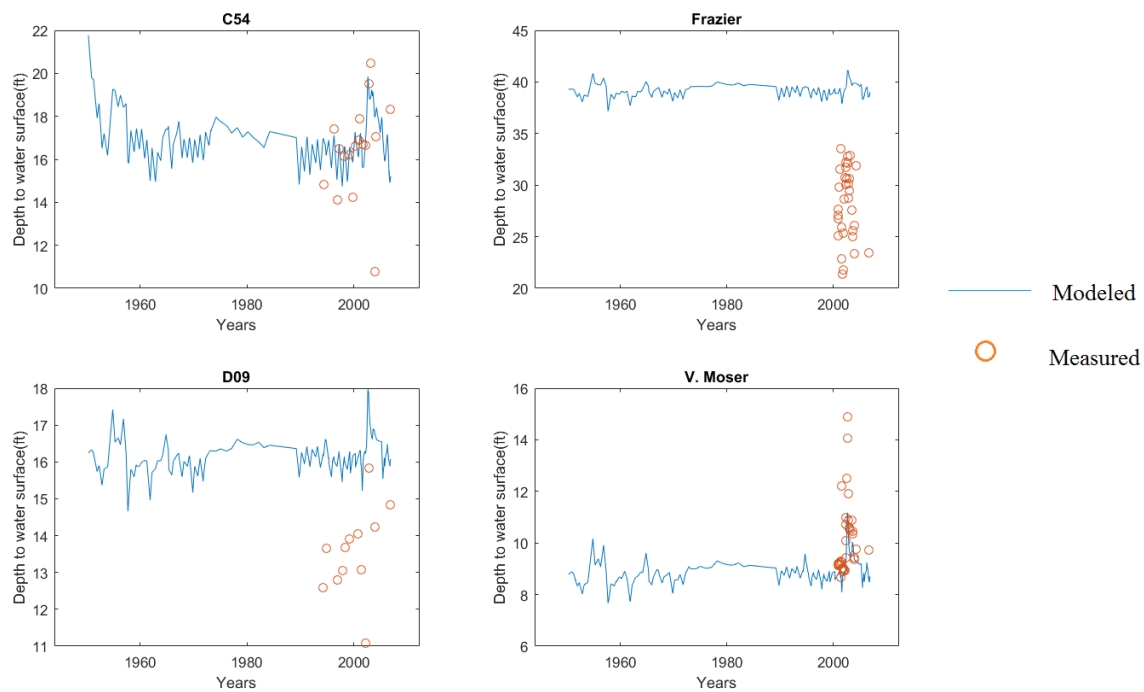 C54
22
20
18
16
14
12
10
Depth to water surface(ft)
1960
1980
2000
Years
Frazier
45
40
35
30
25
20
Depth to water surface(ft)
1960
1980
2000
Years
Modeled
Measured
D09
18
17
16
15
14
13
12
11
Depth to water surface(ft)
1960
1980
2000
Years
V. Moser
16
14
12
10
8
6
Depth to water surface(ft)
1960
1980
2000
Years